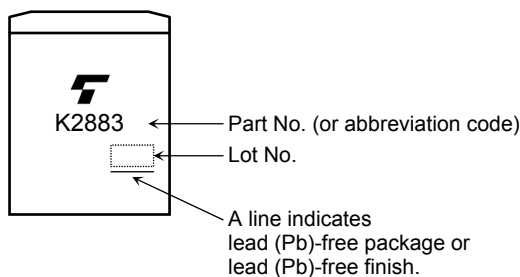 K2883
Part No. (or abbreviation code)
Lot No.
A line indicates
lead (Pb)-free package or
lead (Pb)-free finish.